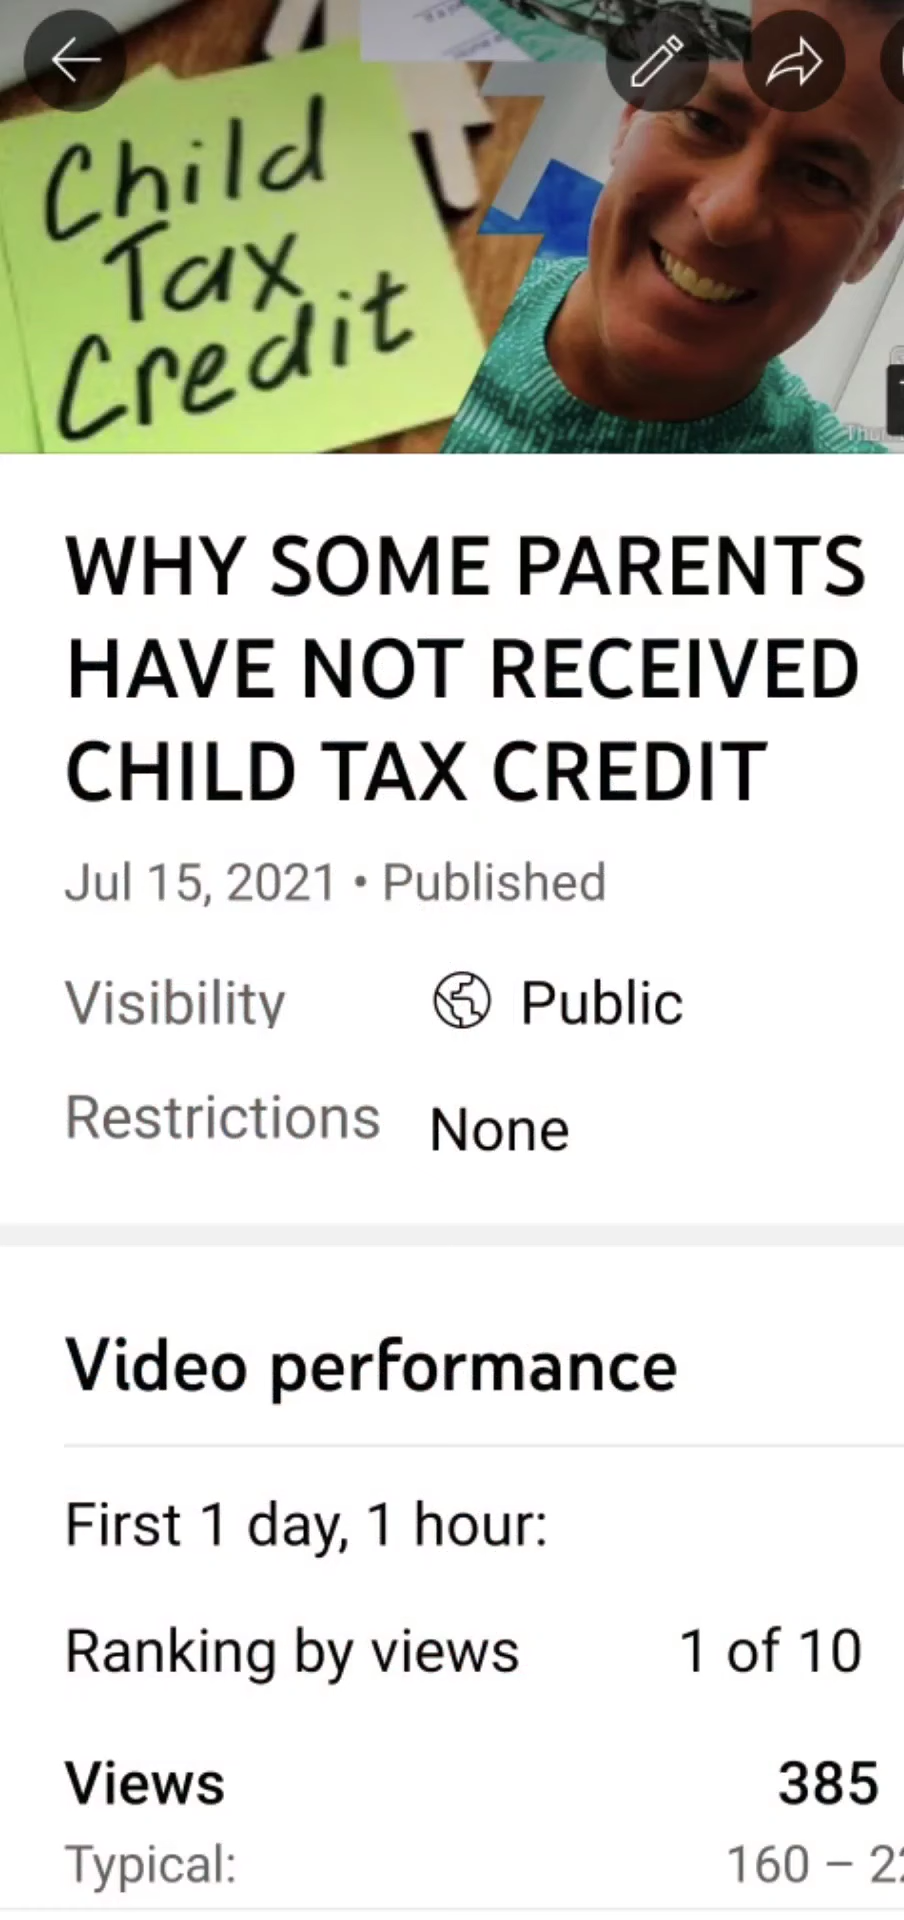 Child
Tax
Credit
WHY SOME PARENTS
HAVE NOT RECEIVED
CHILD TAX CREDIT
Jul 15, 2021 • Published
Visibility Public
Restrictions None
Video performance
First 1 day, 1 hour:
Ranking by views 1 of 10
Views 385
Typical: 160 –